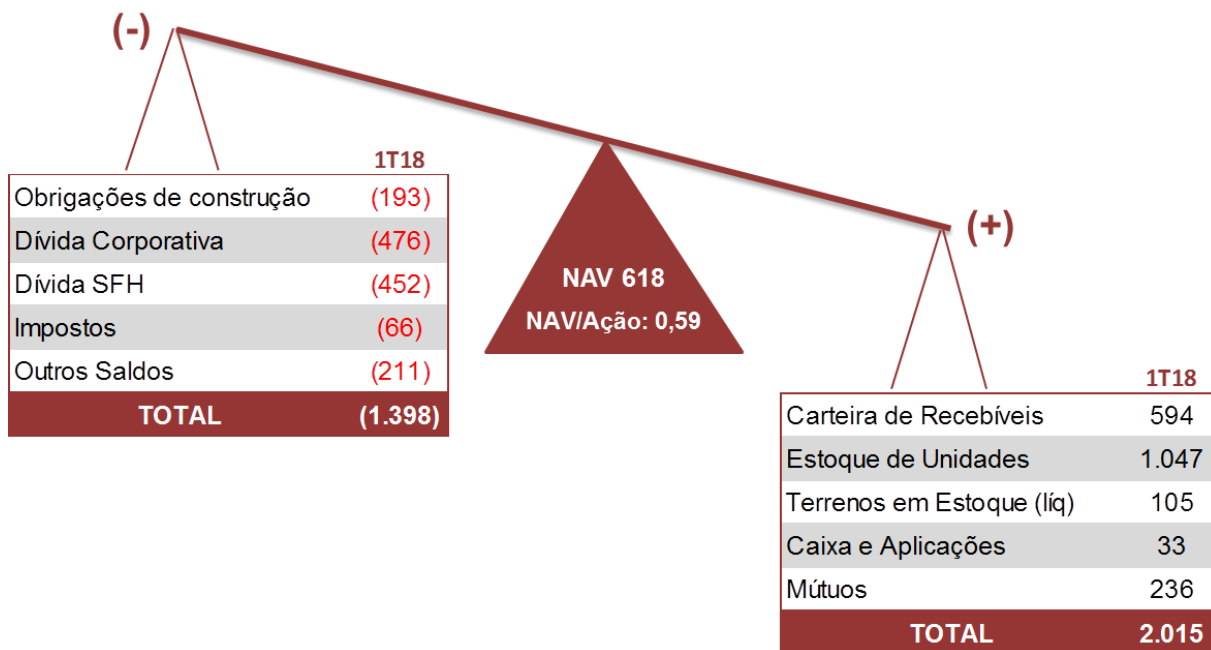 (-)
1T18
Obrigações de construção (193)
Dívida Corporativa (476)
Dívida SFH (452)
Impostos (66)
Outros Saldos (211)
TOTAL (1.398)
NAV 618
NAV/Ação: 0,59
(+)
1T18
Carteira de Recebíveis 594
Estoque de Unidades 1.047
Terrenos em Estoque (líq) 105
Caixa e Aplicações 33
Mútuos 236
TOTAL 2.015